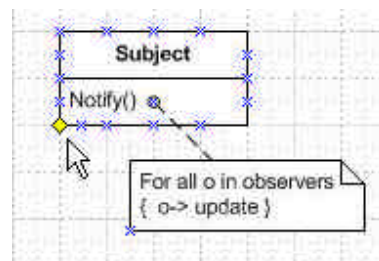 Subject
Notify()
For all o in observers
{ o-> update }